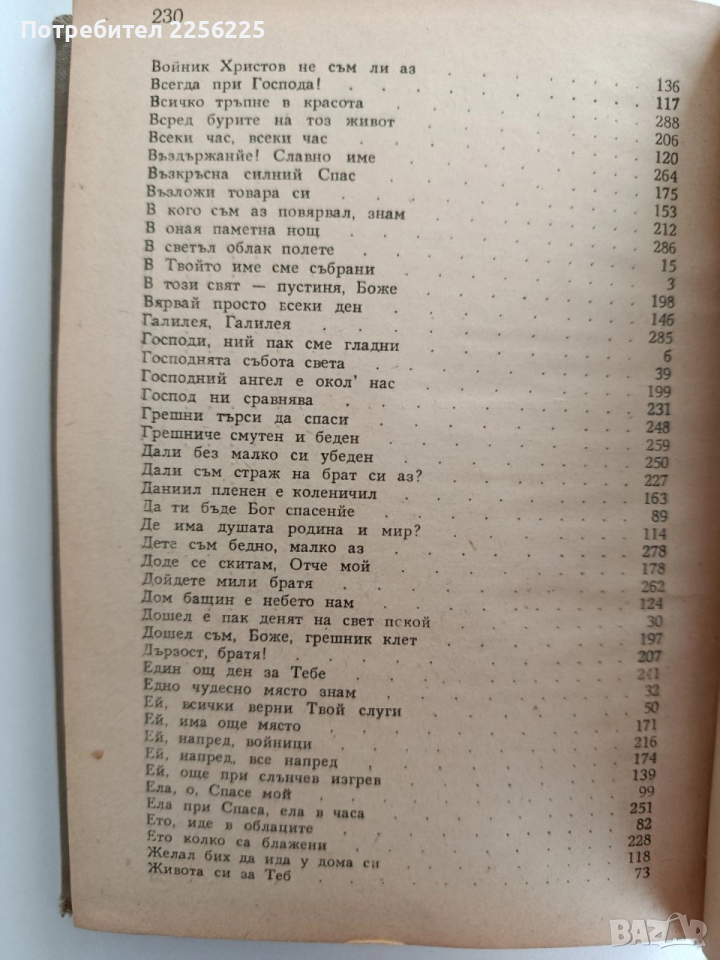 Потребител 2256225
230
Войник Христов не съм ли аз . . . . . . 136
Всегда при Господа! . . . . . . 117
Всичко тръпне в красота . . . . . . 288
Всред бурите на тоз живот . . . . . . 206
Всеки час, всеки час . . . . . . 120
Въздържанйе! Славно име . . . . . . 264
Възкръсна силний Спас . . . . . . 175
Възложи товара си . . . . . . 153
В кого съм аз повярвал, знам . . . . . . 212
В оная паметна нощ . . . . . . 286
В светъл облак полете . . . . . . 15
В Твойто име сме събрани . . . . . . 3
В този свят — пустиня, Боже . . . . . . 198
Вярвай просто всеки ден . . . . . . 146
Галилея, Галилея . . . . . . 285
Господи, ний пак сме гладни . . . . . . 6
Господнята събота света . . . . . . 39
Господний ангел е окол’ нас . . . . . . 199
Господ ни сравнява . . . . . . 231
Грешни търси да спаси . . . . . . 248
Грешниче смутен и беден . . . . . . 259
Дали без малко си убеден . . . . . . 250
Дали съм страж на брат си аз? . . . . . . 227
Даниил пленен е коленичил . . . . . . 163
Да ти бъде Бог спасенйе . . . . . . 89
Де има душата родина и мир? . . . . . . 114
Дете съм бедно, малко аз . . . . . . 278
Доде се скитам, Отче мой . . . . . . 178
Дойдете мили братя . . . . . . 262
Дом бащин е небето нам . . . . . . 124
Дошел е пак денят на свет покой . . . . . . 30
Дошел съм, Боже, грешник клет . . . . . . 197
Дързост, братя! . . . . . . 207
Един ощ ден за Тебе . . . . . . 241
Едно чудесно място знам . . . . . . 32
Ей, всички верни Твой слуги . . . . . . 50
Ей, има още място . . . . . . 171
Ей, напред, войници . . . . . . 216
Ей, напред, все напред . . . . . . 174
Ей, още при слънчев изгрев . . . . . . 139
Ела, о, Спасе мой . . . . . . 99
Ела при Спаса, ела в часа . . . . . . 251
Ето, иде в облаците . . . . . . 82
Ето колко са блажени . . . . . . 228
Желал бих да ида у дома си . . . . . . 118
Живота си за Теб . . . . . . 73
BAZAR